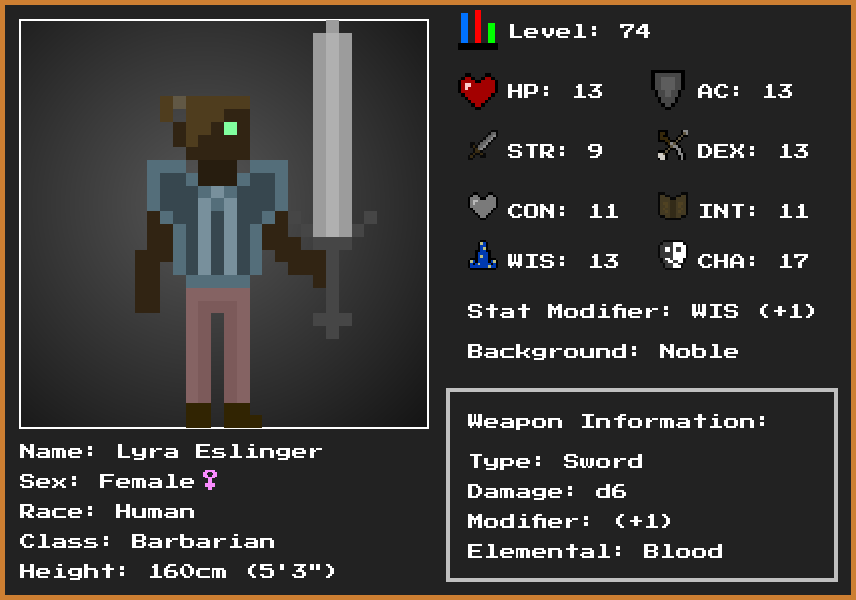 Level: 74
HP: 13
AC: 13
STR: 9
DEX: 13
CON: 11
INT: 11
WIS: 13
CHA: 17
Stat Modifier: WIS (+1)
Background: Noble
Weapon Information:
Type: Sword
Damage: d6
Modifier: (+1)
Elemental: Blood
Name: Lyra Eslinger
Sex: Female♀
Race: Human
Class: Barbarian
Height: 160cm (5'3")